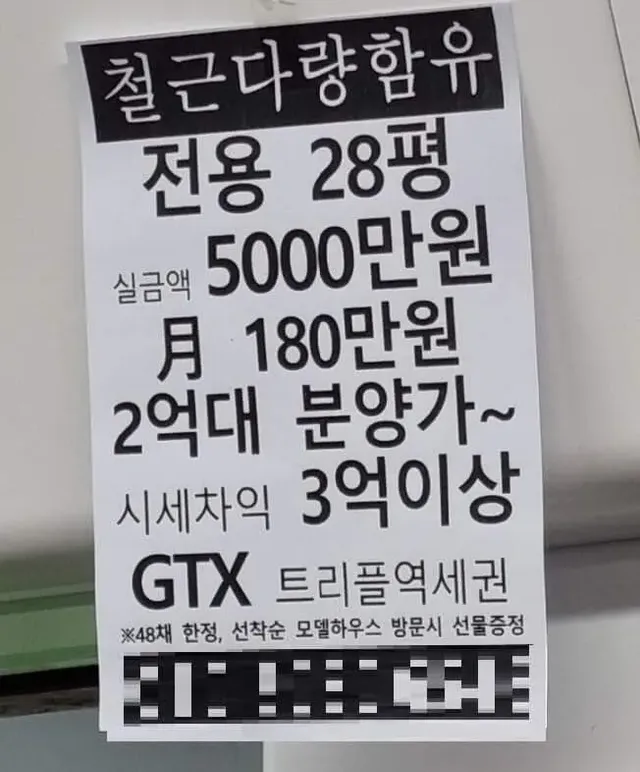 철근다량함유
전용 28평
실금액 5000만원
月 180만원
2억대 분양가~
시세차익 3억이상
GTX 트리플역세권
※48채 한정, 선착순 모델하우스 방문시 선물증정